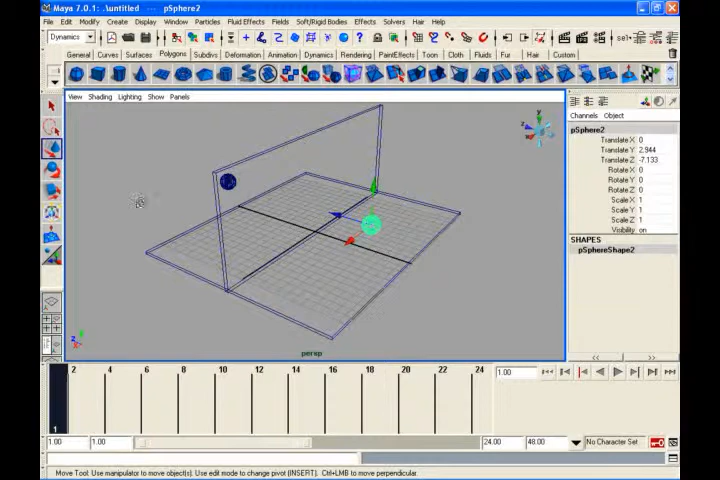 Maya 7.0.1: .\untitled --- pSphere2
File Edit Modify Create Display Window Particles Fluid Effects Fields Soft/Rigid Bodies Effects Solvers Hair Help
Dynamics sel
General Curves Surfaces Polygons Subdivs Deformation Animation Dynamics Rendering PaintEffects Toon Cloth Fluids Fur Hair Custom
View Shading Lighting Show Panels
Channels Object
pSphere2
Translate X 0
Translate Y 2.944
Translate Z -7.133
Rotate X 0
Rotate Y 0
Rotate Z 0
Scale X 1
Scale Y 1
Scale Z 1
Visibility on
SHAPES
pSphereShape2
y
z
z
x
persp
2 4 6 8 10 12 14 16 18 20 22 24
1
1.00
1.00 1.00 24.00 48.00 No Character Set
Move Tool: Use manipulator to move object(s). Use edit mode to change pivot (INSERT). Ctrl+LMB to move perpendicular.